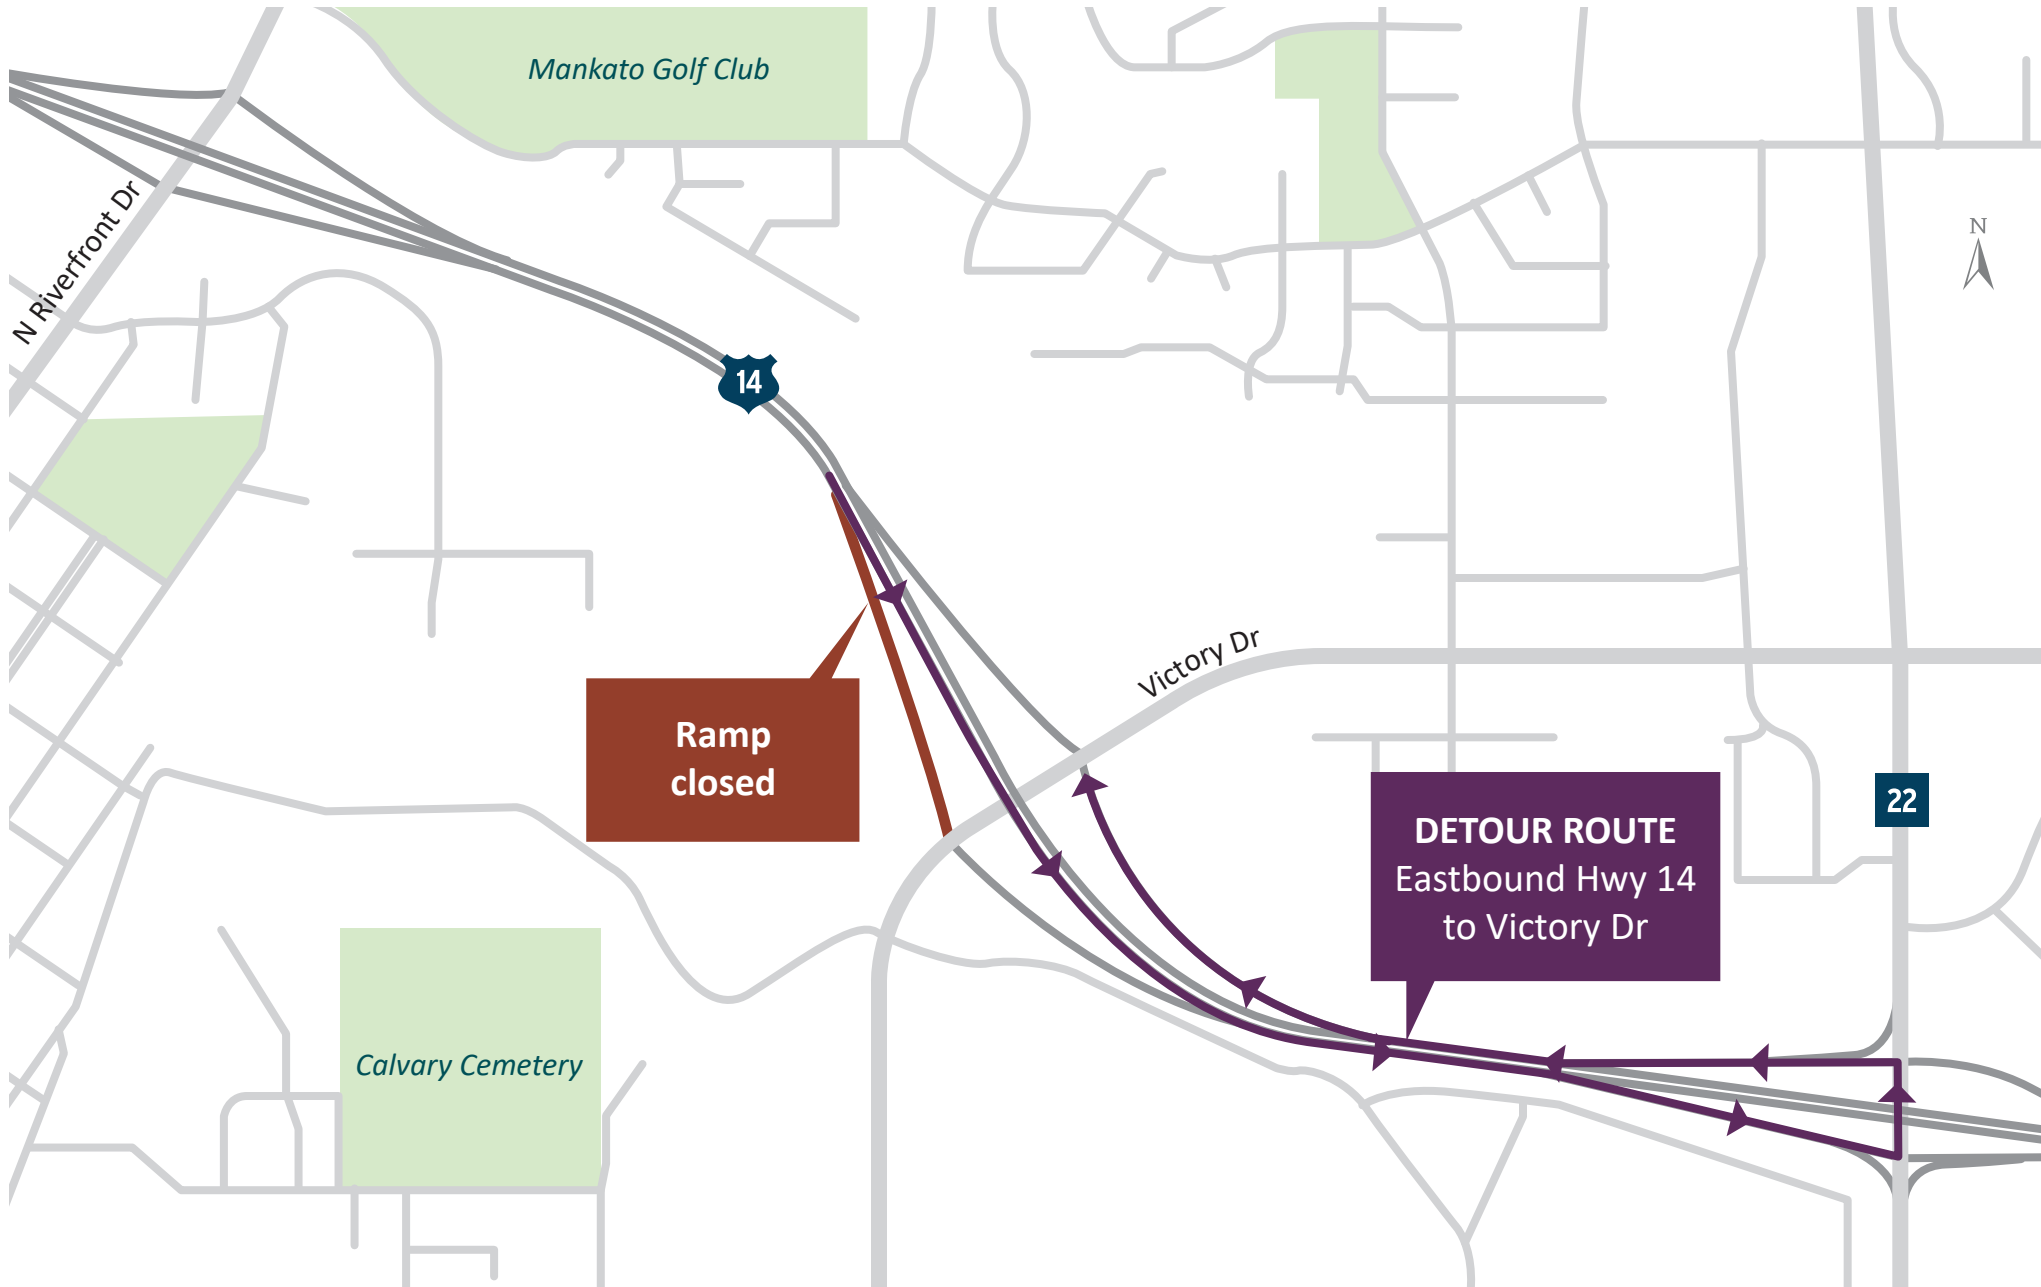 Mankato Golf Club
N Riverfront Dr
N
14
Victory Dr
Ramp
closed
22
DETOUR ROUTE
Eastbound Hwy 14
to Victory Dr
Calvary Cemetery